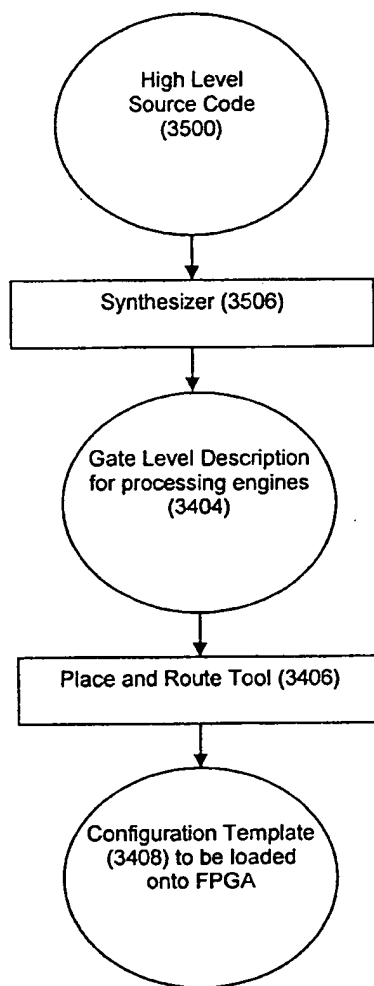 High Level
Source Code
(3500)
Synthesizer (3506)
Gate Level Description
for processing engines
(3404)
Place and Route Tool (3406)
Configuration Template
(3408) to be loaded
onto FPGA